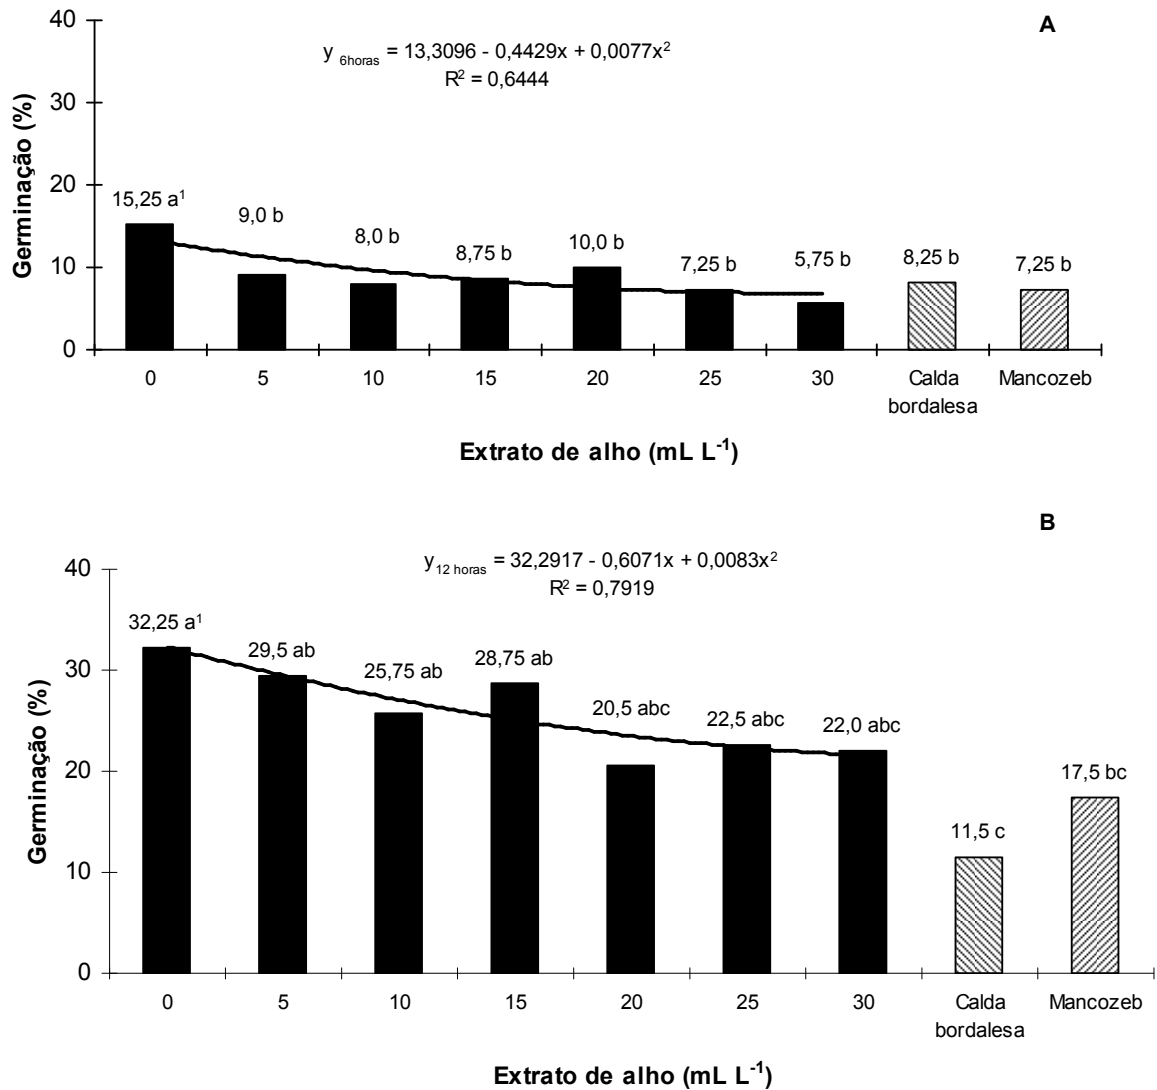 A
y 6horas = 13,3096 - 0,4429x + 0,0077x²
R² = 0,6444
Germinação (%)
40
30
20
10
0
15,25 a¹
9,0 b
8,0 b
8,75 b
10,0 b
7,25 b
5,75 b
8,25 b
7,25 b
0 5 10 15 20 25 30 Calda bordalesa Mancozeb
Extrato de alho (mL L⁻¹)
B
y 12 horas = 32,2917 - 0,6071x + 0,0083x²
R² = 0,7919
Germinação (%)
40
30
20
10
0
32,25 a¹
29,5 ab
25,75 ab
28,75 ab
20,5 abc
22,5 abc
22,0 abc
11,5 c
17,5 bc
0 5 10 15 20 25 30 Calda bordalesa Mancozeb
Extrato de alho (mL L⁻¹)